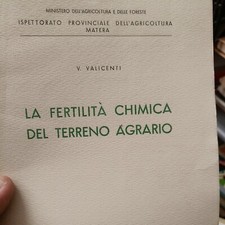 MINISTERO DELL'AGRICOLTURA E DELLE FORESTE
ISPETTORATO PROVINCIALE DELL'AGRICOLTURA
MATERA
V. VALICENTI
LA FERTILITÀ CHIMICA
DEL TERRENO AGRARIO